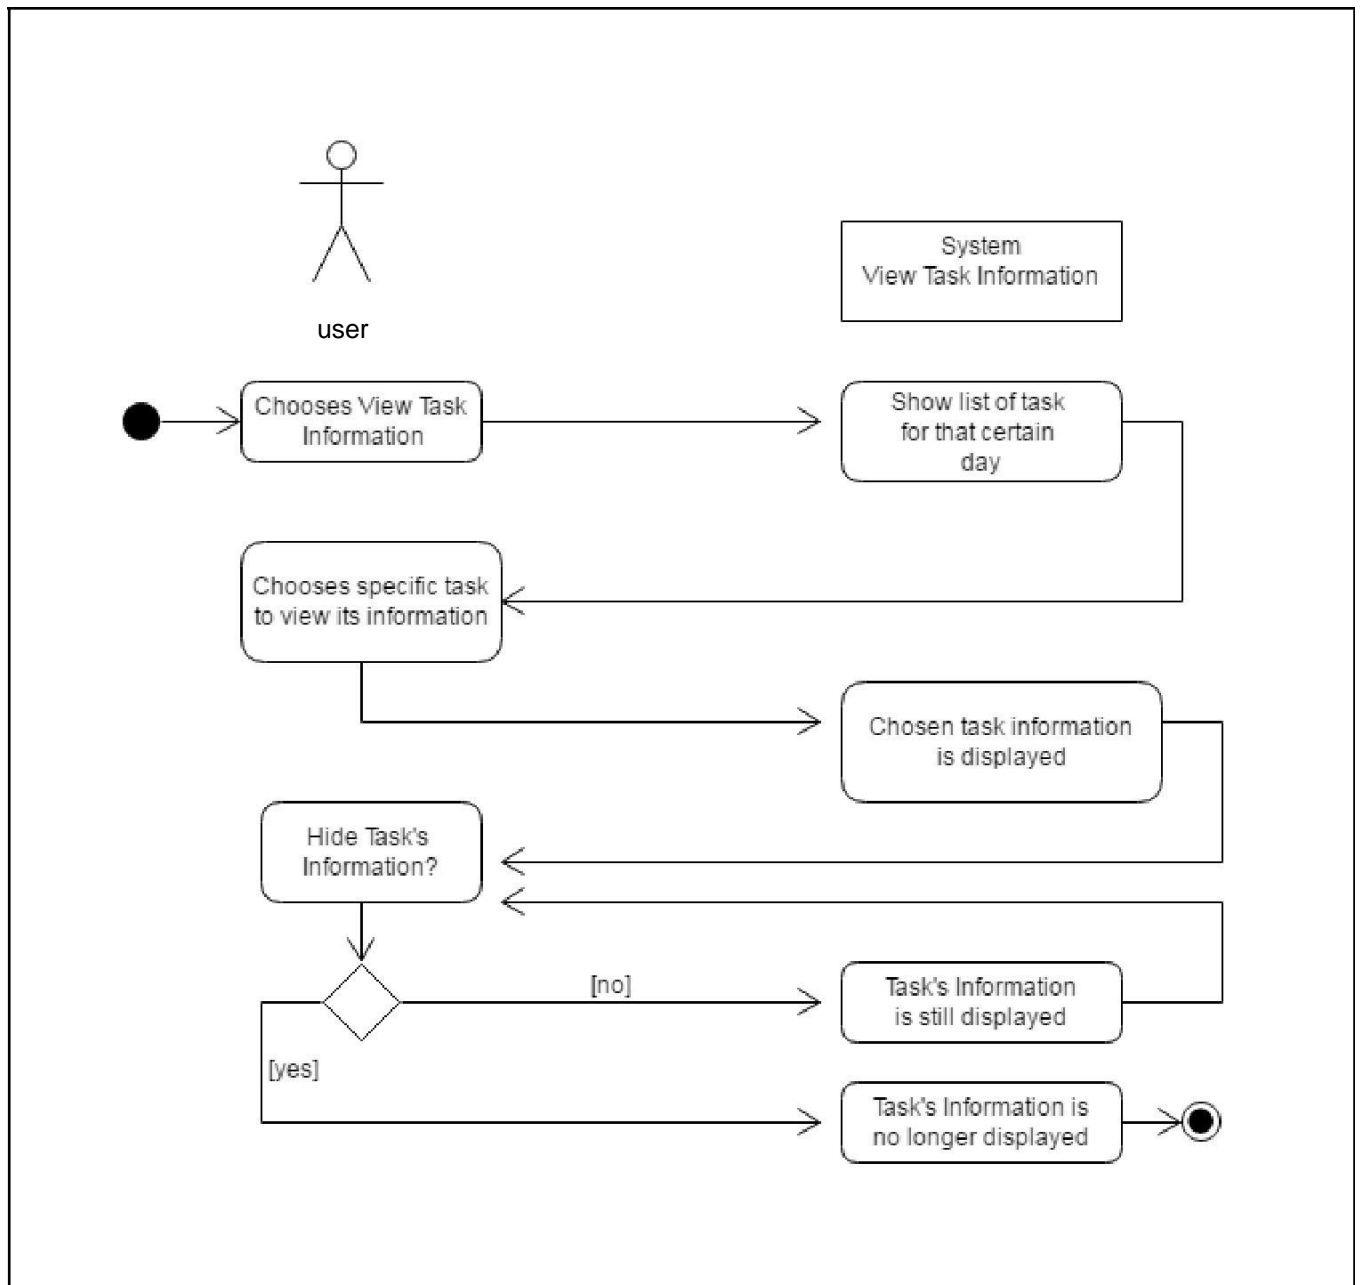 System
View Task Information
user
Chooses View Task
Information
Show list of task
for that certain
day
Chooses specific task
to view its information
Chosen task information
is displayed
Hide Task's
Information?
[no]
Task's Information
is still displayed
[yes]
Task's Information is
no longer displayed